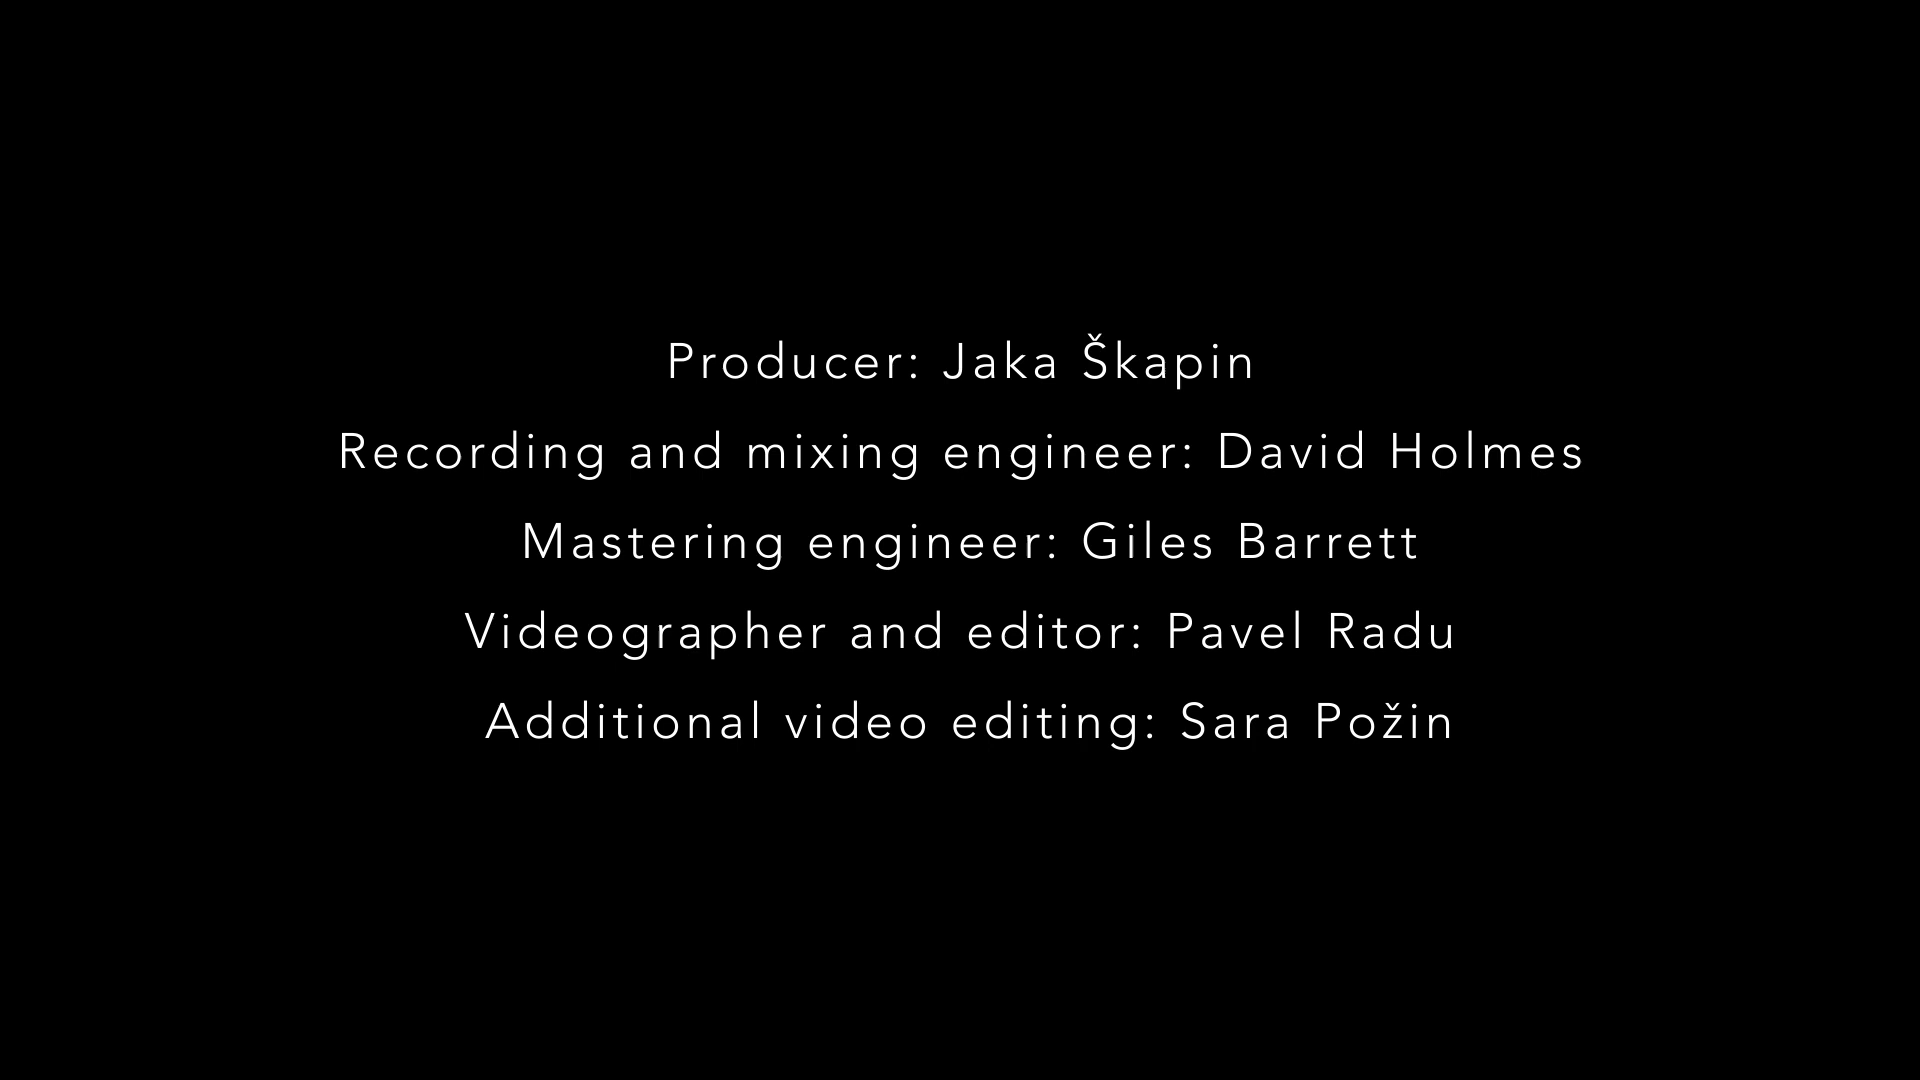 Producer: Jaka Škapin
Recording and mixing engineer: David Holmes
Mastering engineer: Giles Barrett
Videographer and editor: Pavel Radu
Additional video editing: Sara Požin